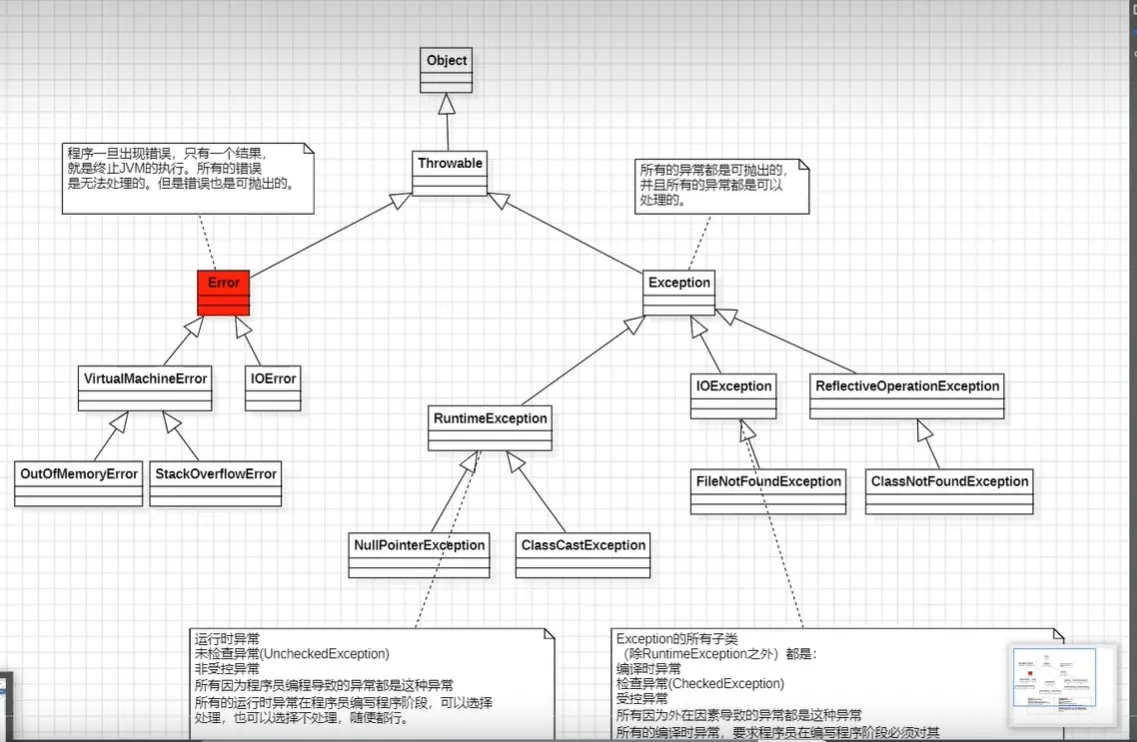 Object
Throwable
程序一旦出现错误，只有一个结果，
就是终止JVM的执行。所有的错误
是无法处理的。但是错误也是可抛出的。
所有的异常都是可抛出的，
并且所有的异常都是可以
处理的。
Error
Exception
VirtualMachineError
IOError
IOException
ReflectiveOperationException
RuntimeException
OutOfMemoryError
StackOverflowError
FileNotFoundException
ClassNotFoundException
NullPointerException
ClassCastException
运行时异常
未检查异常(UncheckedException)
非受控异常
所有因为程序员编程导致的异常都是这种异常
所有的运行时异常在程序员编写程序阶段，可以选择
处理，也可以选择不处理，随便都行。
Exception的所有子类
（除RuntimeException之外）都是：
编译时异常
检查异常(CheckedException)
受控异常
所有因为外在因素导致的异常都是这种异常
所有的编译时异常，要求程序员在编写程序阶段必须对其